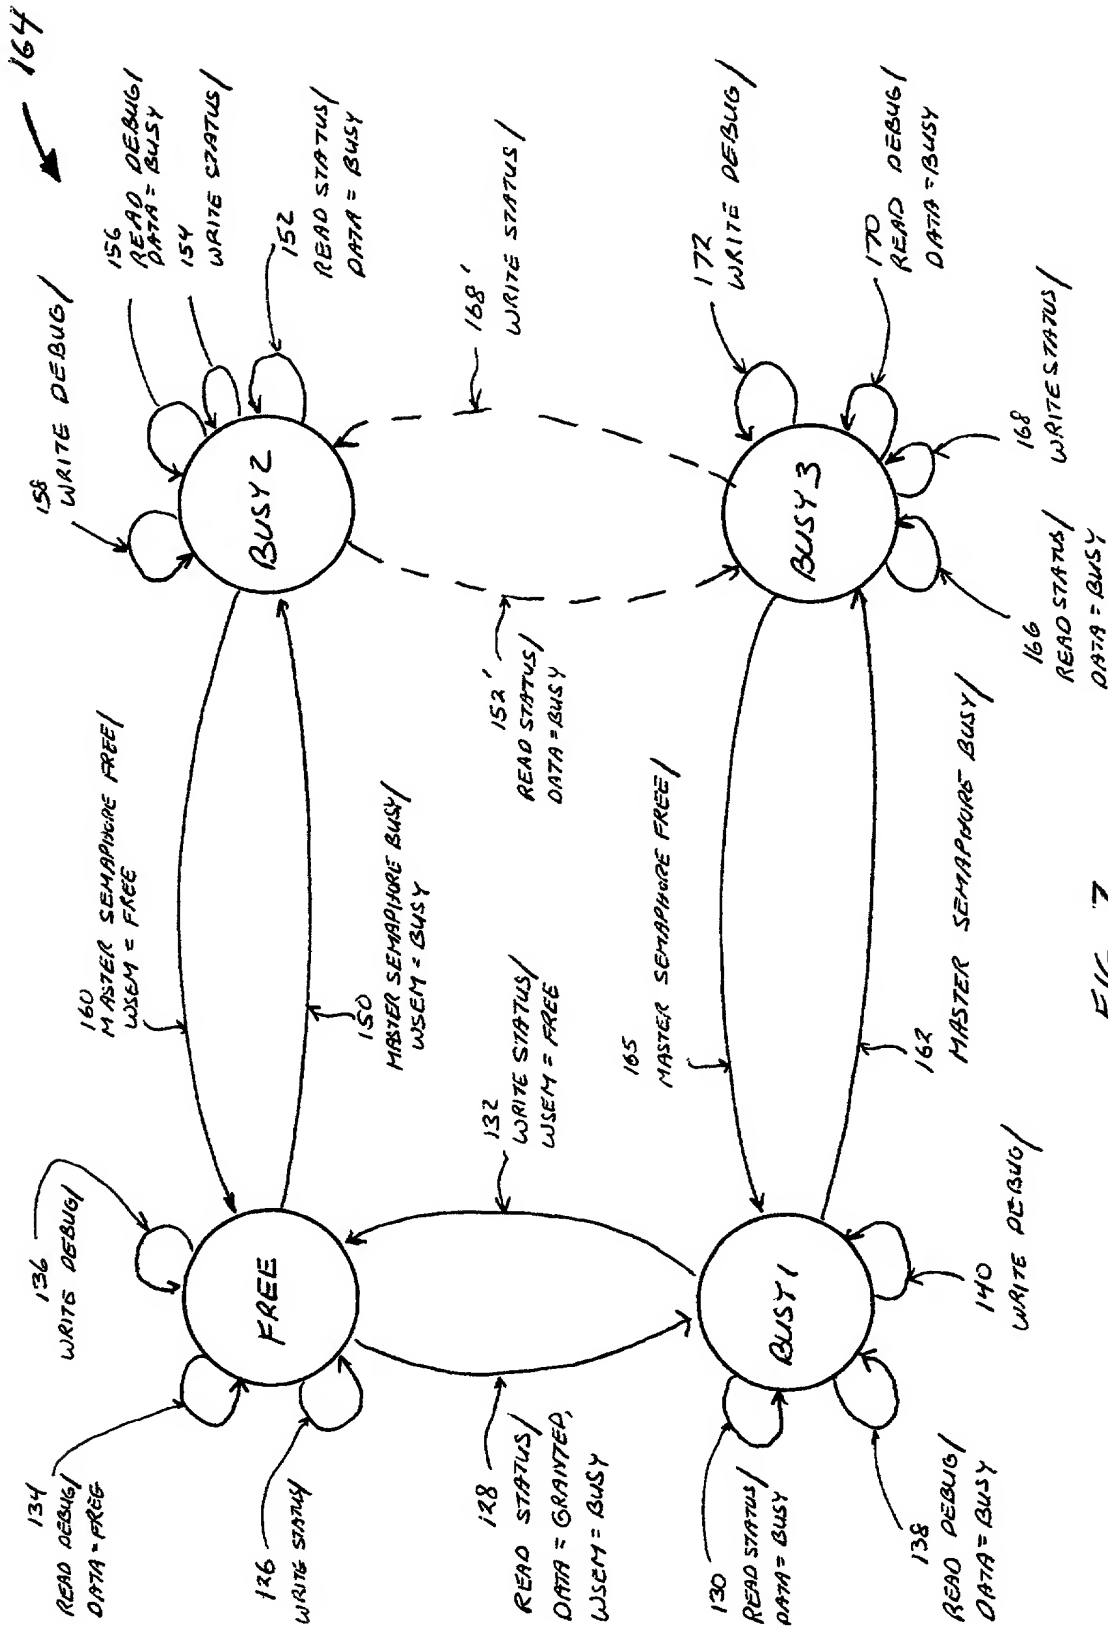 164
158
WRITE DEBUG/
156
READ DEBUG/
DATA = BUSY
154
WRITE STATUS/
152
READ STATUS/
DATA = BUSY
BUSY 2
160
MASTER SEMAPHORE FREE/
WSEM = FREE
150
MASTER SEMAPHORE BUSY/
WSEM = BUSY
136
WRITE DEBUG/
134
READ DEBUG/
DATA = FREE
126
WRITE STATUS/
FREE
128
READ STATUS/
DATA = GRANTED,
WSEM = BUSY
132
WRITE STATUS/
WSEM = FREE
152'
READ STATUS/
DATA = BUSY
168'
WRITE STATUS/
172
WRITE DEBUG/
170
READ DEBUG/
DATA = BUSY
168
WRITE STATUS/
166
READ STATUS/
DATA = BUSY
BUSY 3
165
MASTER SEMAPHORE FREE/
162
MASTER SEMAPHORE BUSY/
BUSY 1
130
READ STATUS/
DATA = BUSY
138
READ DEBUG/
DATA = BUSY
140
WRITE DEBUG/
FIG. 7